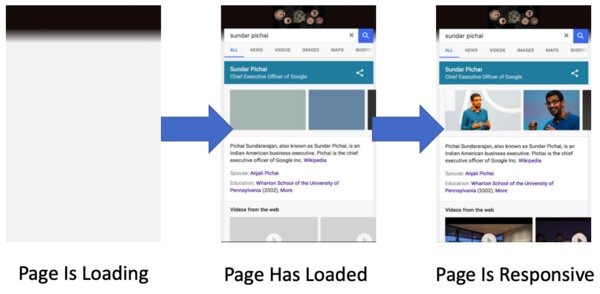 sundar pichai
ALL NEWS VIDEOS IMAGES MAPS SHOPP
Sundar Pichai
Chief Executive Officer of Google
Pichai Sundararajan, also known as Sundar Pichai, is an
Indian American business executive. Pichai is the chief
executive officer of Google Inc. Wikipedia
Spouse: Anjali Pichai
Education: Wharton School of the University of
Pennsylvania (2002), More
Videos from the web
sundar pichai
ALL NEWS VIDEOS IMAGES MAPS SHOPP
Sundar Pichai
Chief Executive Officer of Google
Pichai Sundararajan, also known as Sundar Pichai, is an
Indian American business executive. Pichai is the chief
executive officer of Google Inc. Wikipedia
Spouse: Anjali Pichai
Education: Wharton School of the University of
Pennsylvania (2002), More
Videos from the web
Page Is Loading
Page Has Loaded
Page Is Responsive